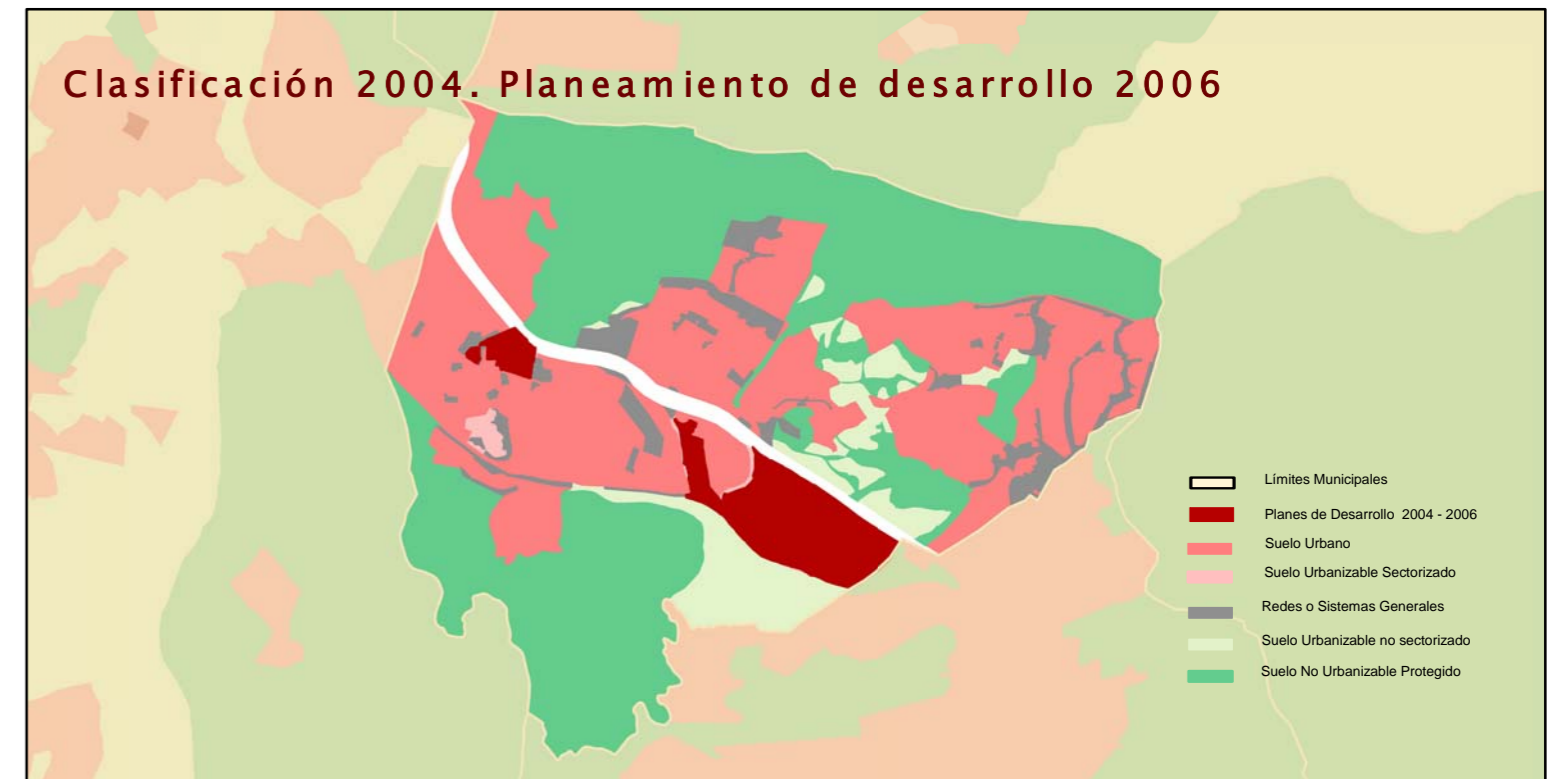 Clasificación 2004. Planeamiento de desarrollo 2006
Límites Municipales
Planes de Desarrollo 2004 - 2006
Suelo Urbano
Suelo Urbanizable Sectorizado
Redes o Sistemas Generales
Suelo Urbanizable no sectorizado
Suelo No Urbanizable Protegido